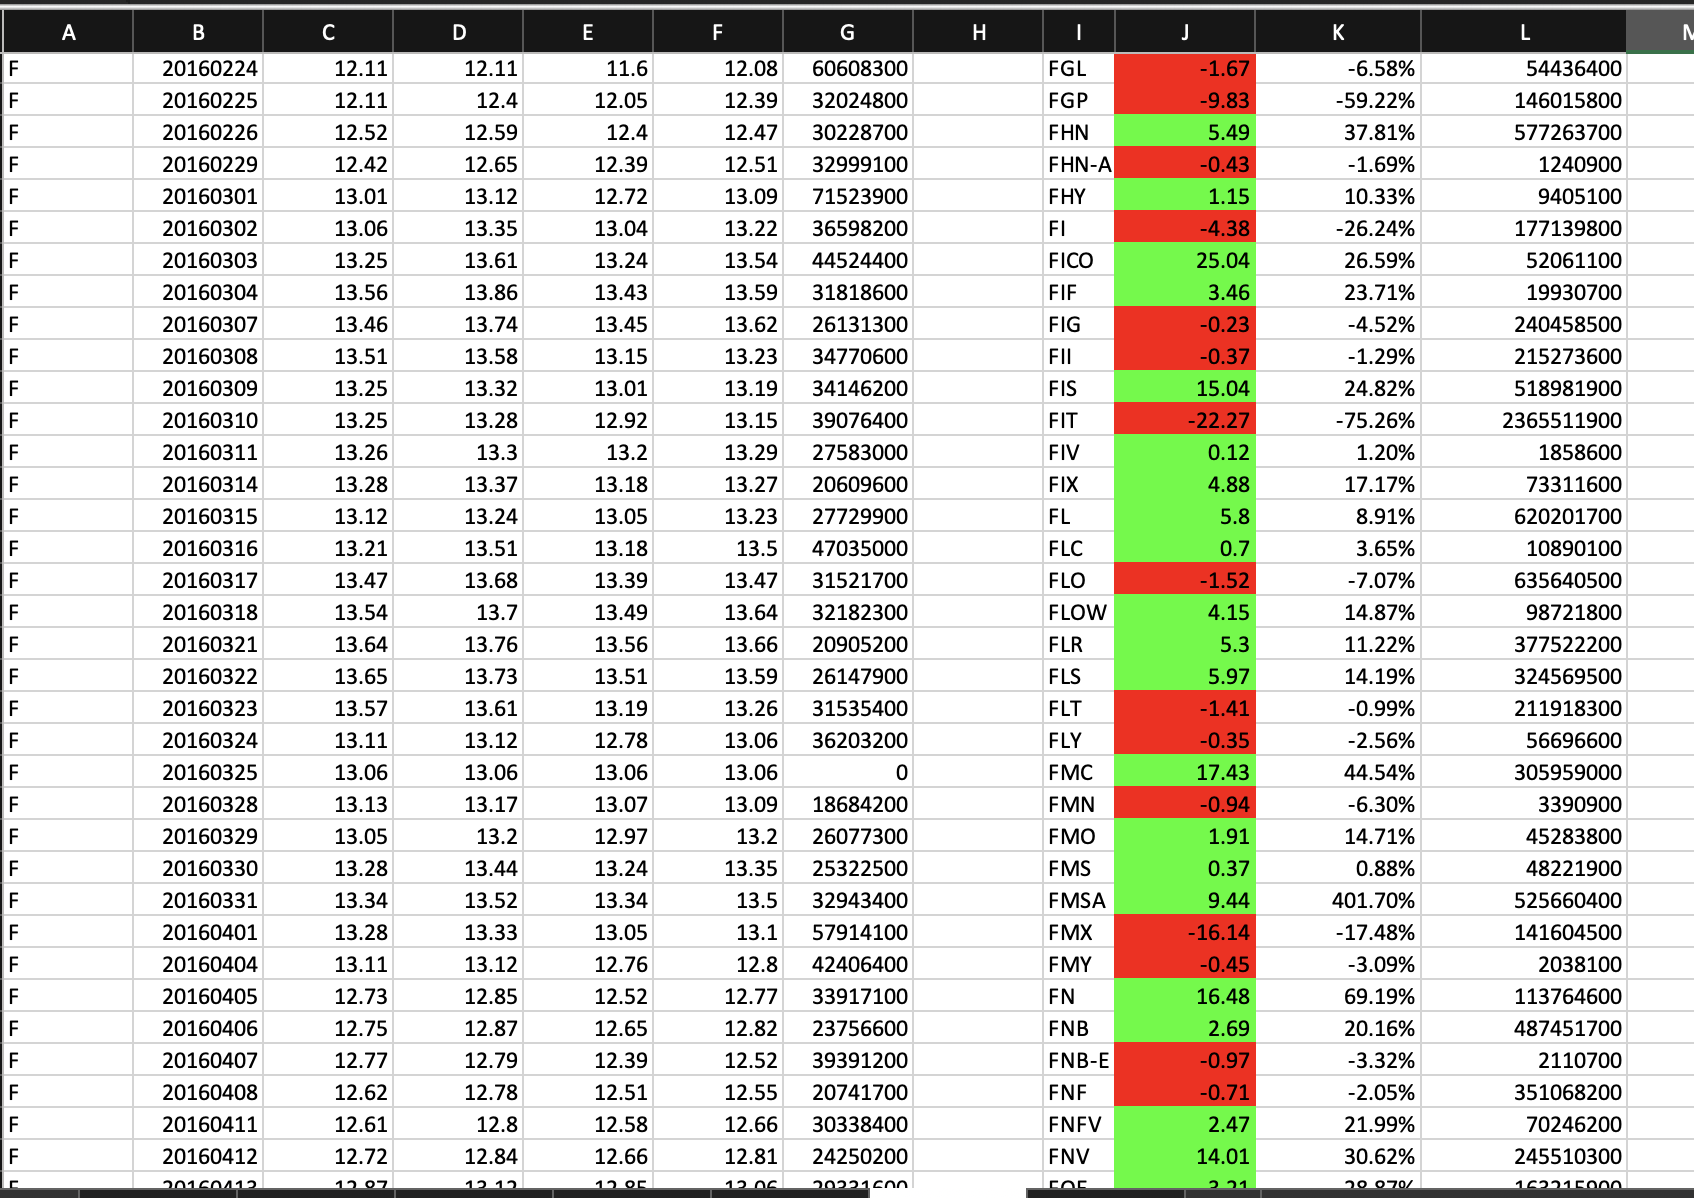 A B C D E F G H I J K L
F 20160224 12.11 12.11 11.6 12.08 60608300 FGL -1.67 -6.58% 54436400
F 20160225 12.11 12.4 12.05 12.39 32024800 FGP -9.83 -59.22% 146015800
F 20160226 12.52 12.59 12.4 12.47 30228700 FHN 5.49 37.81% 577263700
F 20160229 12.42 12.65 12.39 12.51 32999100 FHN-A -0.43 -1.69% 1240900
F 20160301 13.01 13.12 12.72 13.09 71523900 FHY 1.15 10.33% 9405100
F 20160302 13.06 13.35 13.04 13.22 36598200 FI -4.38 -26.24% 177139800
F 20160303 13.25 13.61 13.24 13.54 44524400 FICO 25.04 26.59% 52061100
F 20160304 13.56 13.86 13.43 13.59 31818600 FIF 3.46 23.71% 19930700
F 20160307 13.46 13.74 13.45 13.62 26131300 FIG -0.23 -4.52% 240458500
F 20160308 13.51 13.58 13.15 13.23 34770600 FII -0.37 -1.29% 215273600
F 20160309 13.25 13.32 13.01 13.19 34146200 FIS 15.04 24.82% 518981900
F 20160310 13.25 13.28 12.92 13.15 39076400 FIT -22.27 -75.26% 2365511900
F 20160311 13.26 13.3 13.2 13.29 27583000 FIV 0.12 1.20% 1858600
F 20160314 13.28 13.37 13.18 13.27 20609600 FIX 4.88 17.17% 73311600
F 20160315 13.12 13.24 13.05 13.23 27729900 FL 5.8 8.91% 620201700
F 20160316 13.21 13.51 13.18 13.5 47035000 FLC 0.7 3.65% 10890100
F 20160317 13.47 13.68 13.39 13.47 31521700 FLO -1.52 -7.07% 635640500
F 20160318 13.54 13.7 13.49 13.64 32182300 FLOW 4.15 14.87% 98721800
F 20160321 13.64 13.76 13.56 13.66 20905200 FLR 5.3 11.22% 377522200
F 20160322 13.65 13.73 13.51 13.59 26147900 FLS 5.97 14.19% 324569500
F 20160323 13.57 13.61 13.19 13.26 31535400 FLT -1.41 -0.99% 211918300
F 20160324 13.11 13.12 12.78 13.06 36203200 FLY -0.35 -2.56% 56696600
F 20160325 13.06 13.06 13.06 13.06 0 FMC 17.43 44.54% 305959000
F 20160328 13.13 13.17 13.07 13.09 18684200 FMN -0.94 -6.30% 3390900
F 20160329 13.05 13.2 12.97 13.2 26077300 FMO 1.91 14.71% 45283800
F 20160330 13.28 13.44 13.24 13.35 25322500 FMS 0.37 0.88% 48221900
F 20160331 13.34 13.52 13.34 13.5 32943400 FMSA 9.44 401.70% 525660400
F 20160401 13.28 13.33 13.05 13.1 57914100 FMX -16.14 -17.48% 141604500
F 20160404 13.11 13.12 12.76 12.8 42406400 FMY -0.45 -3.09% 2038100
F 20160405 12.73 12.85 12.52 12.77 33917100 FN 16.48 69.19% 113764600
F 20160406 12.75 12.87 12.65 12.82 23756600 FNB 2.69 20.16% 487451700
F 20160407 12.77 12.79 12.39 12.52 39391200 FNB-E -0.97 -3.32% 2110700
F 20160408 12.62 12.78 12.51 12.55 20741700 FNF -0.71 -2.05% 351068200
F 20160411 12.61 12.8 12.58 12.66 30338400 FNFV 2.47 21.99% 70246200
F 20160412 12.72 12.84 12.66 12.81 24250200 FNV 14.01 30.62% 245510300
F 20160413